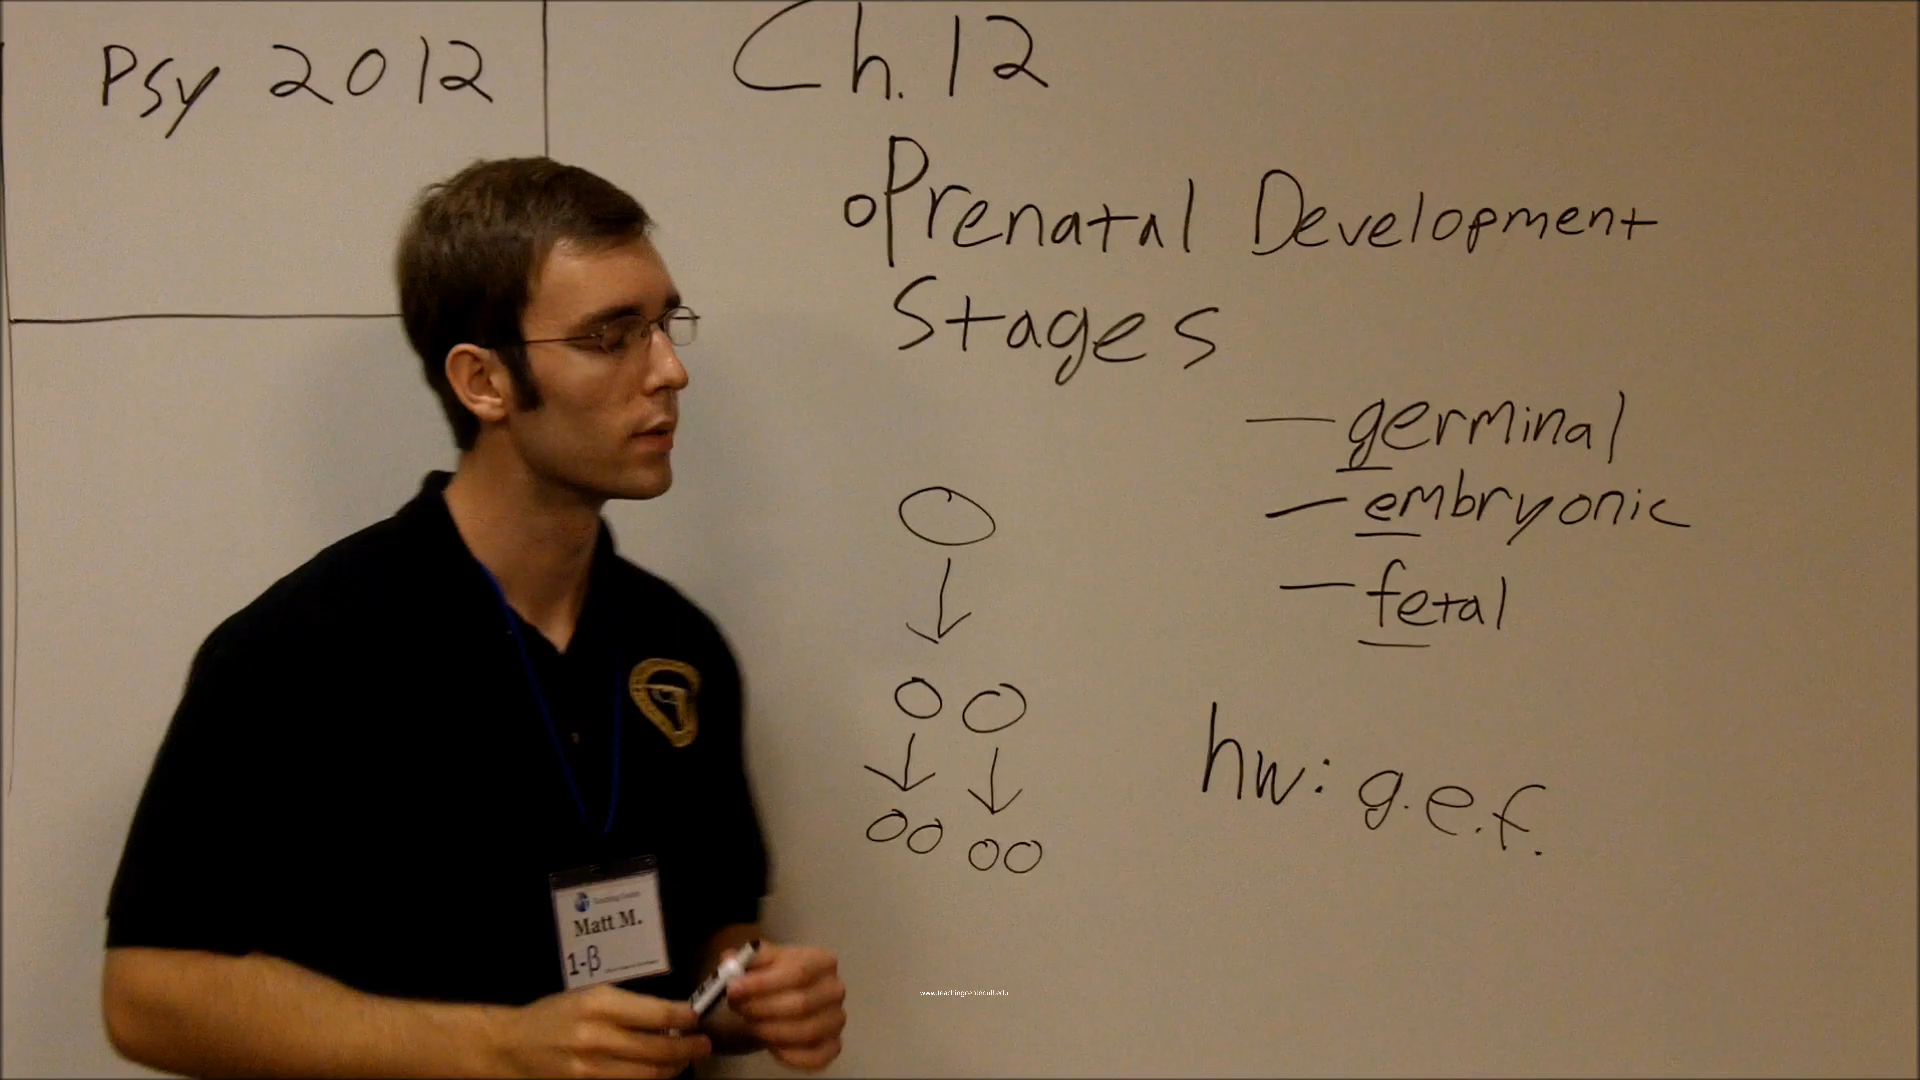 Psy 2012
Ch. 12
Prenatal Development
Stages
— germinal
— embryonic
— fetal
hw: g.e.f.
Matt M.
1-β